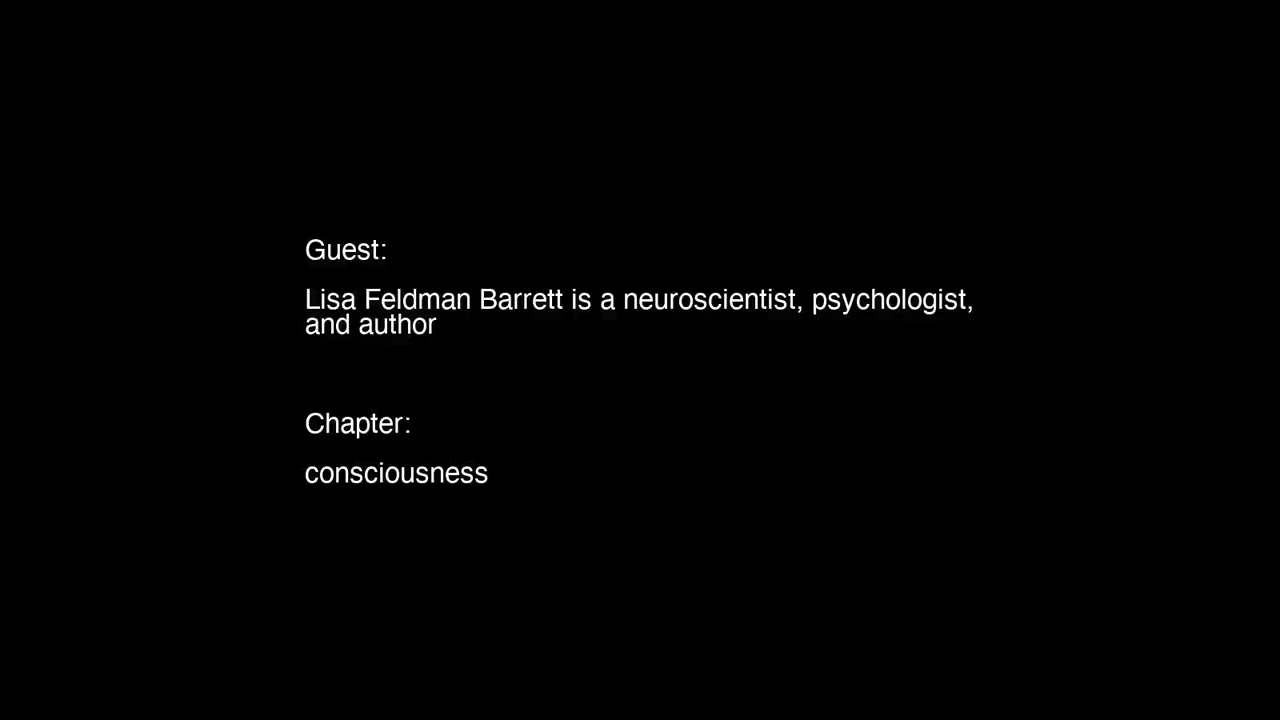 Guest:
Lisa Feldman Barrett is a neuroscientist, psychologist,
and author
Chapter:
consciousness